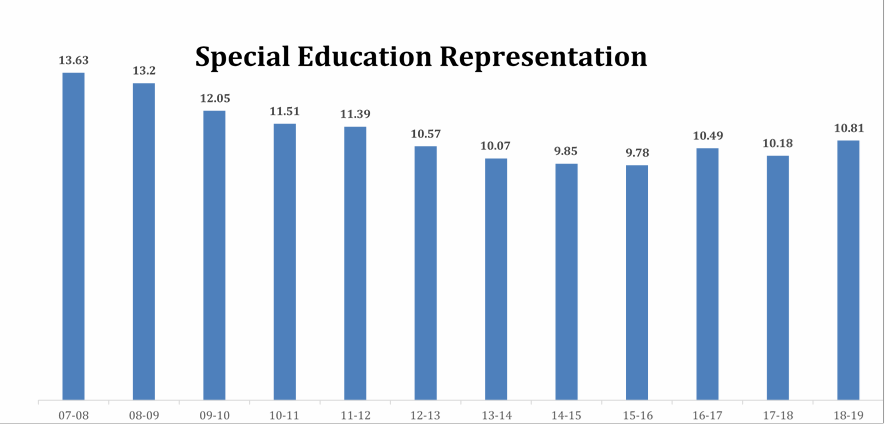 Special Education Representation
13.63 13.2 12.05 11.51 11.39 10.57 10.07 9.85 9.78 10.49 10.18 10.81
07-08 08-09 09-10 10-11 11-12 12-13 13-14 14-15 15-16 16-17 17-18 18-19